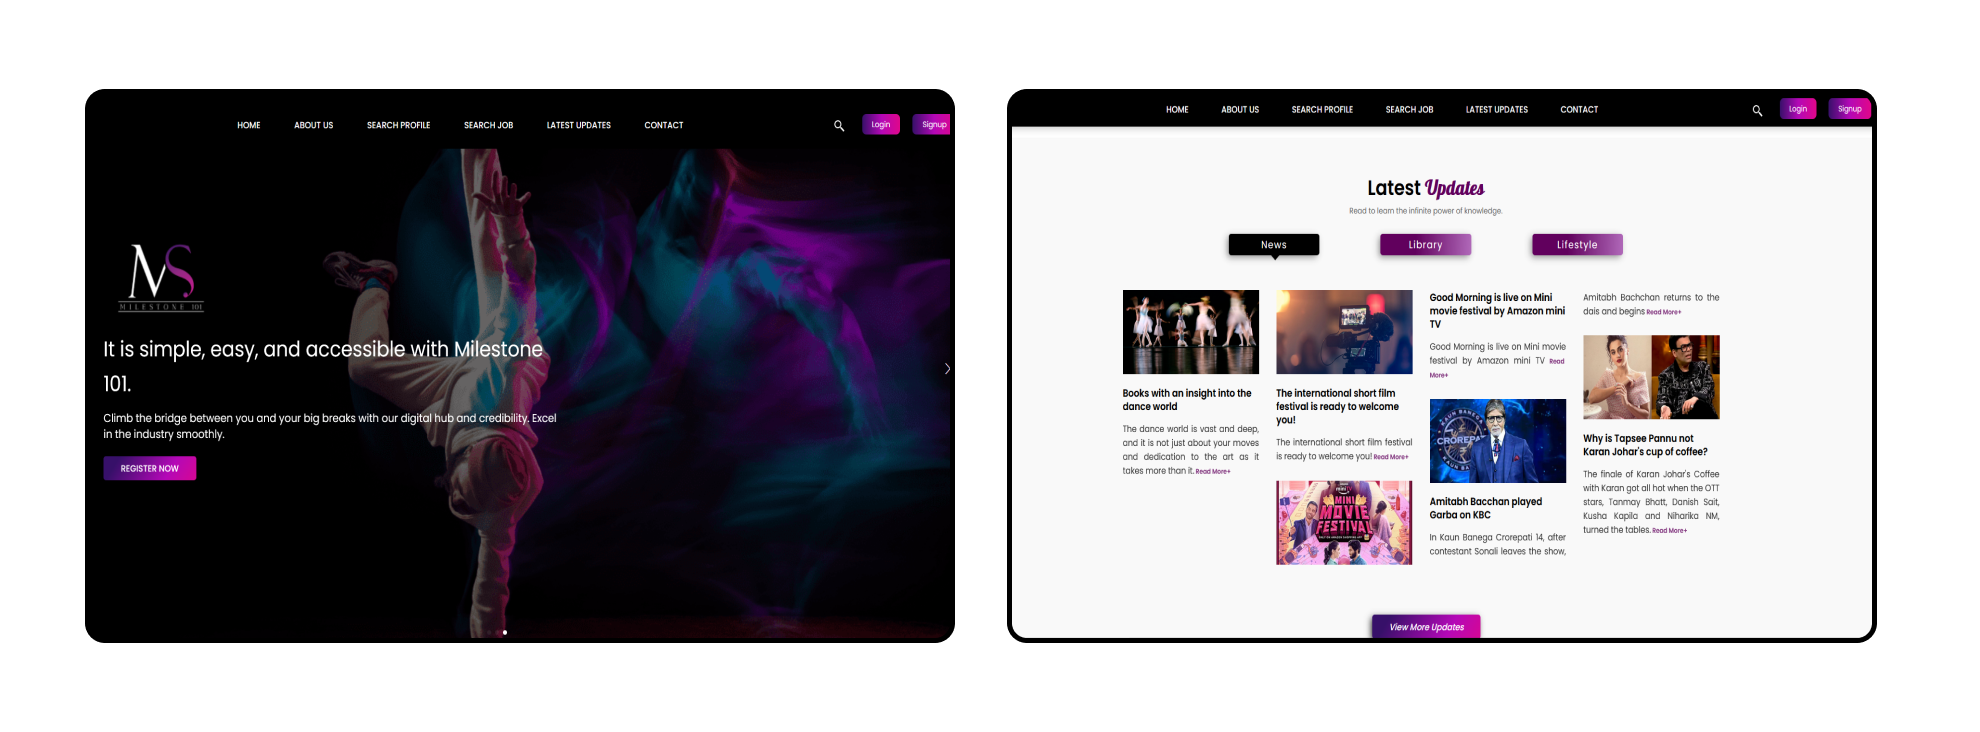 HOME ABOUT US SEARCH PROFILE SEARCH JOB LATEST UPDATES CONTACT Login Signup
MS
MILESTONE 101
It is simple, easy, and accessible with Milestone
101.
Climb the bridge between you and your big breaks with our digital hub and credibility. Excel
in the industry smoothly.
REGISTER NOW
HOME ABOUT US SEARCH PROFILE SEARCH JOB LATEST UPDATES CONTACT Login Signup
Latest Updates
Read to learn the infinite power of knowledge.
News Library Lifestyle
Books with an insight into the
dance world
The dance world is vast and deep,
and it is not just about your moves
and dedication to the art as it
takes more than it. Read More+
The international short film
festival is ready to welcome
you!
The international short film festival
is ready to welcome you! Read More+
mini
MINI
MOVIE
FESTIVAL
Good Morning is live on Mini
movie festival by Amazon mini
TV
Good Morning is live on Mini movie
festival by Amazon mini TV Read
More+
KAUN BANEGA
CROREPA
KAUN BA
Amitabh Bacchan played
Garba on KBC
In Kaun Banega Crorepati 14, after
contestant Sonali leaves the show,
Amitabh Bachchan returns to the
dais and begins Read More+
Why is Tapsee Pannu not
Karan Johar's cup of coffee?
The finale of Karan Johar's Coffee
with Karan got all hot when the OTT
stars, Tanmay Bhatt, Danish Sait,
Kusha Kapila and Niharika NM,
turned the tables. Read More+
View More Updates